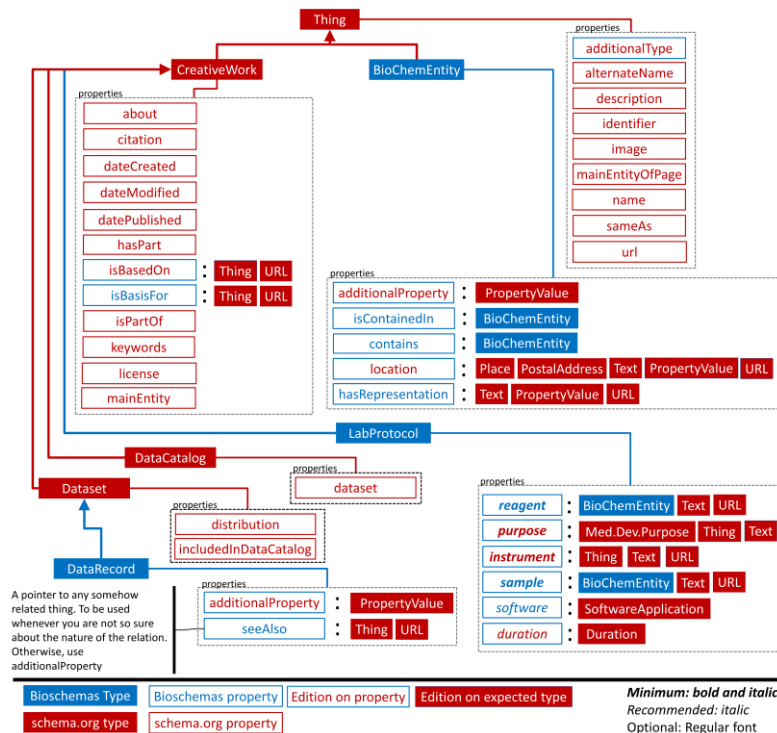 Thing
properties
additionalType
alternateName
description
identifier
image
mainEntityOfPage
name
sameAs
url
CreativeWork
BioChemEntity
properties
about
citation
dateCreated
dateModified
datePublished
hasPart
isBasedOn : Thing URL
isBasisFor : Thing URL
isPartOf
keywords
license
mainEntity
properties
additionalProperty : PropertyValue
isContainedIn : BioChemEntity
contains : BioChemEntity
location : Place PostalAddress Text PropertyValue URL
hasRepresentation : Text PropertyValue URL
LabProtocol
DataCatalog
properties
dataset
Dataset
properties
distribution
includedInDataCatalog
properties
reagent : BioChemEntity Text URL
purpose : Med.Dev.Purpose Thing Text
instrument : Thing Text URL
sample : BioChemEntity Text URL
software : SoftwareApplication
duration : Duration
DataRecord
properties
additionalProperty : PropertyValue
seeAlso : Thing URL
A pointer to any somehow
related thing. To be used
whenever you are not so sure
about the nature of the relation.
Otherwise, use
additionalProperty
Bioschemas Type Bioschemas property Edition on property Edition on expected type
schema.org type schema.org property
Minimum: bold and italic
Recommended: italic
Optional: Regular font